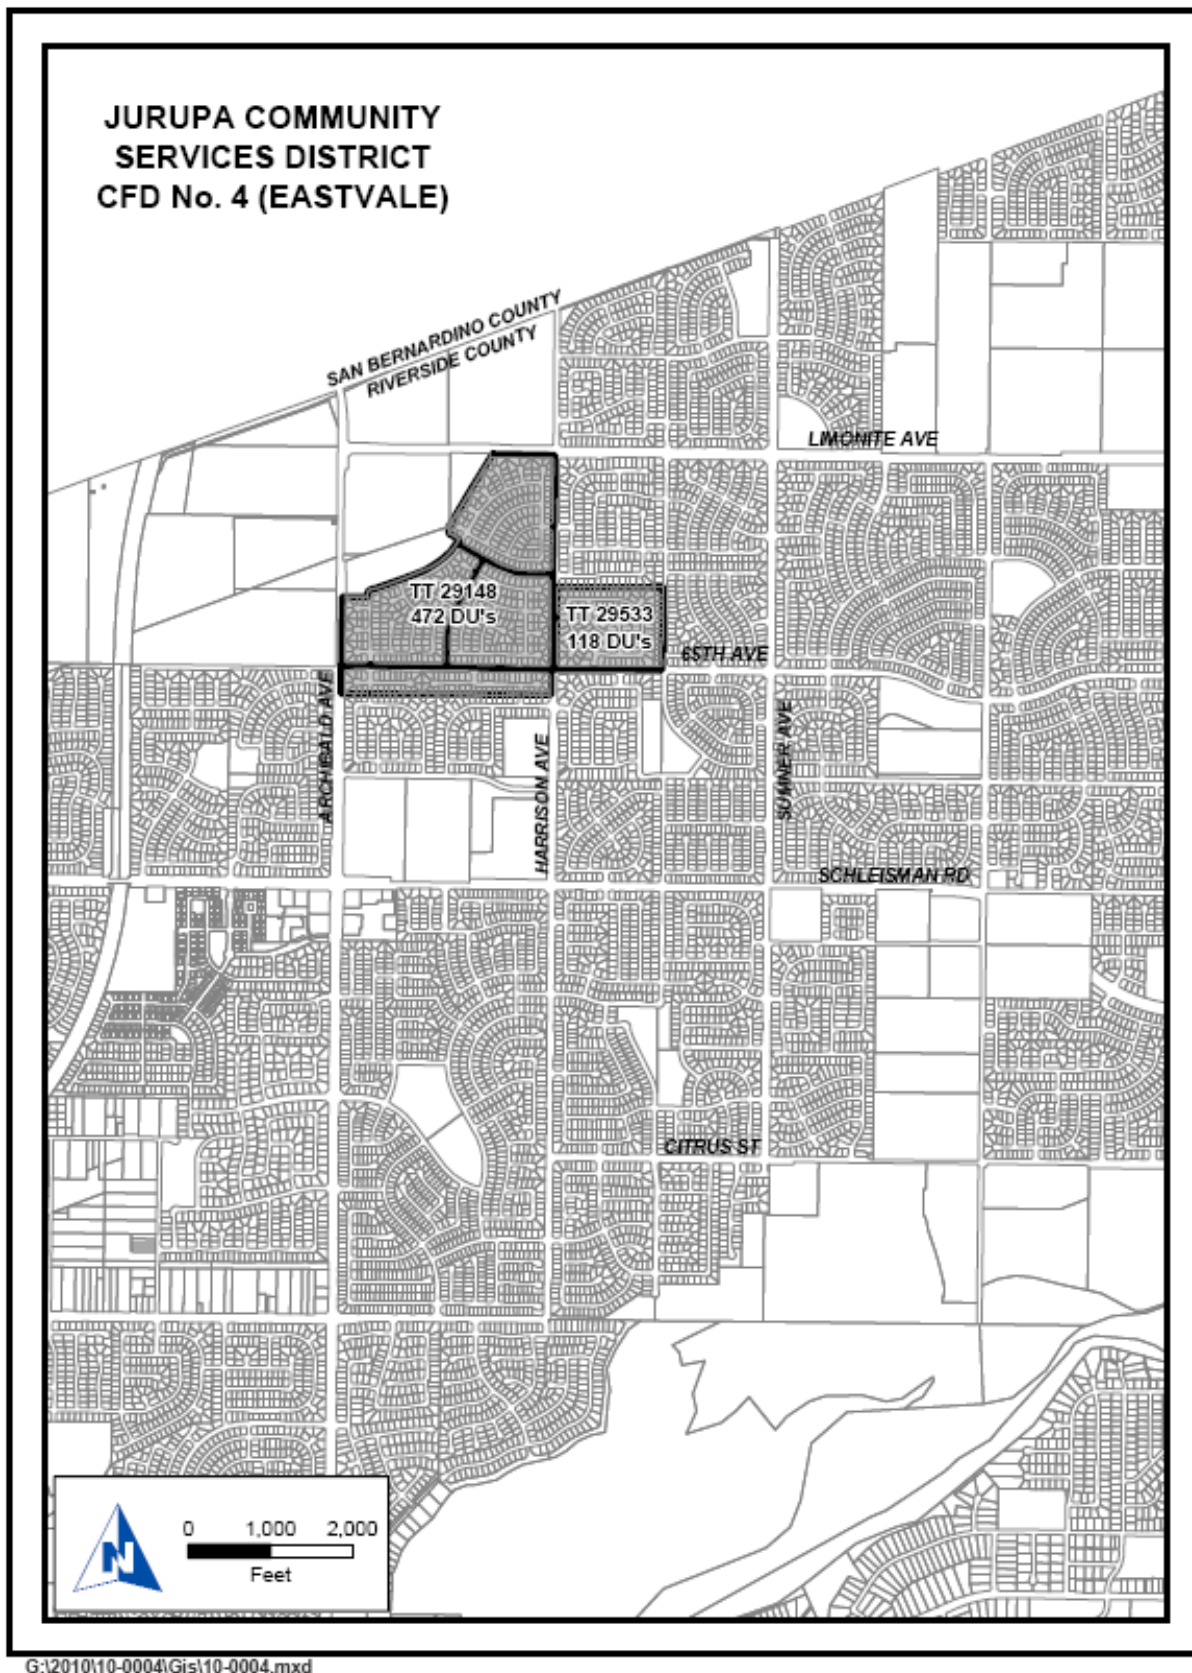 JURUPA COMMUNITY
SERVICES DISTRICT
CFD No. 4 (EASTVALE)
SAN BERNARDINO COUNTY
RIVERSIDE COUNTY
LIMONITE AVE
TT 29148
472 DU's
TT 29533
118 DU's
65TH AVE
ARCHIBALD AVE
HARRISON AVE
SUMNER AVE
SCHLEISMAN RD
CITRUS ST
N
0 1,000 2,000
Feet
G:\2010\10-0004\Gis\10-0004.mxd